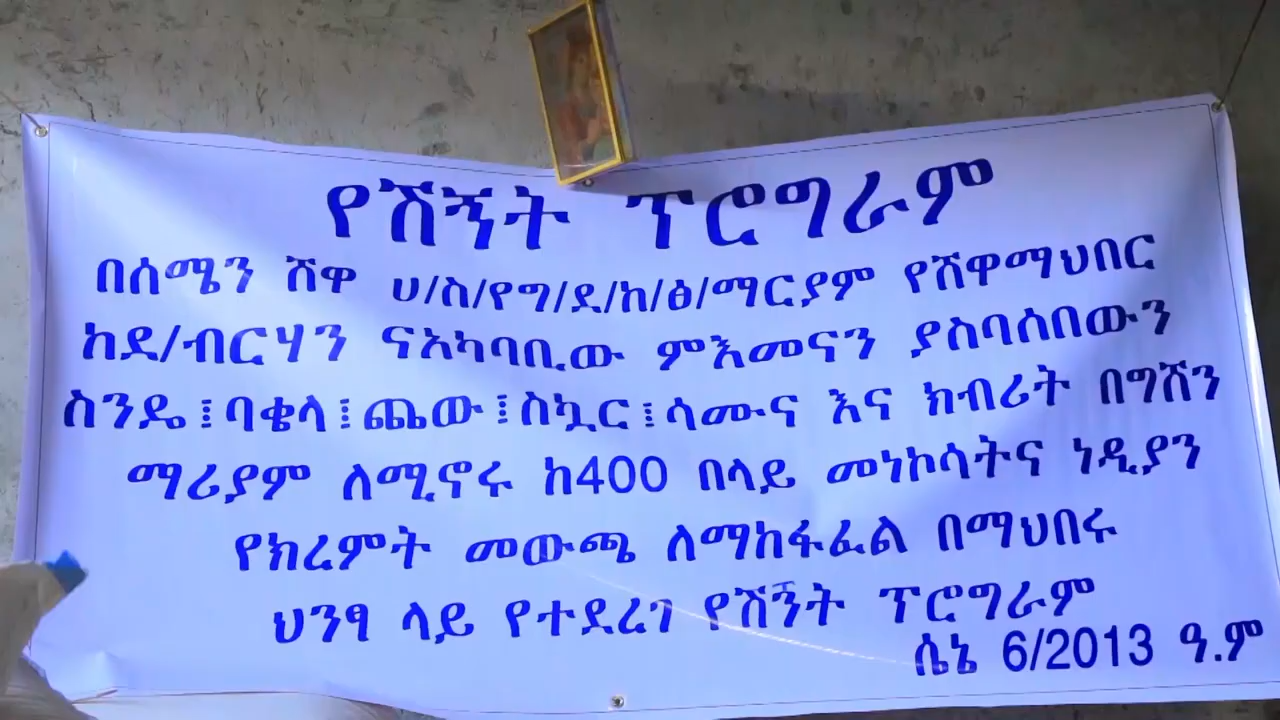 የሽኝት ፕሮግራም
በሰሜን ሸዋ ሀ/ስ/የግ/ደ/ከ/ፅ/ማርያም የሸዋማህበር
ከደ/ብርሃን ናአካባቢው ምእመናን ያስባሰበውን
ስንዴ፤ባቄላ፤ጨው፤ስኳር፤ሳሙና እና ክብሪት በግሸን
ማሪያም ለሚኖሩ ከ400 በላይ መነኮሳትና ነዲያን
የክረምት መውጫ ለማከፋፈል በማህበሩ
ህንፃ ላይ የተደረገ የሽኝት ፕሮግራም
ሴኔ 6/2013 ዓ.ም